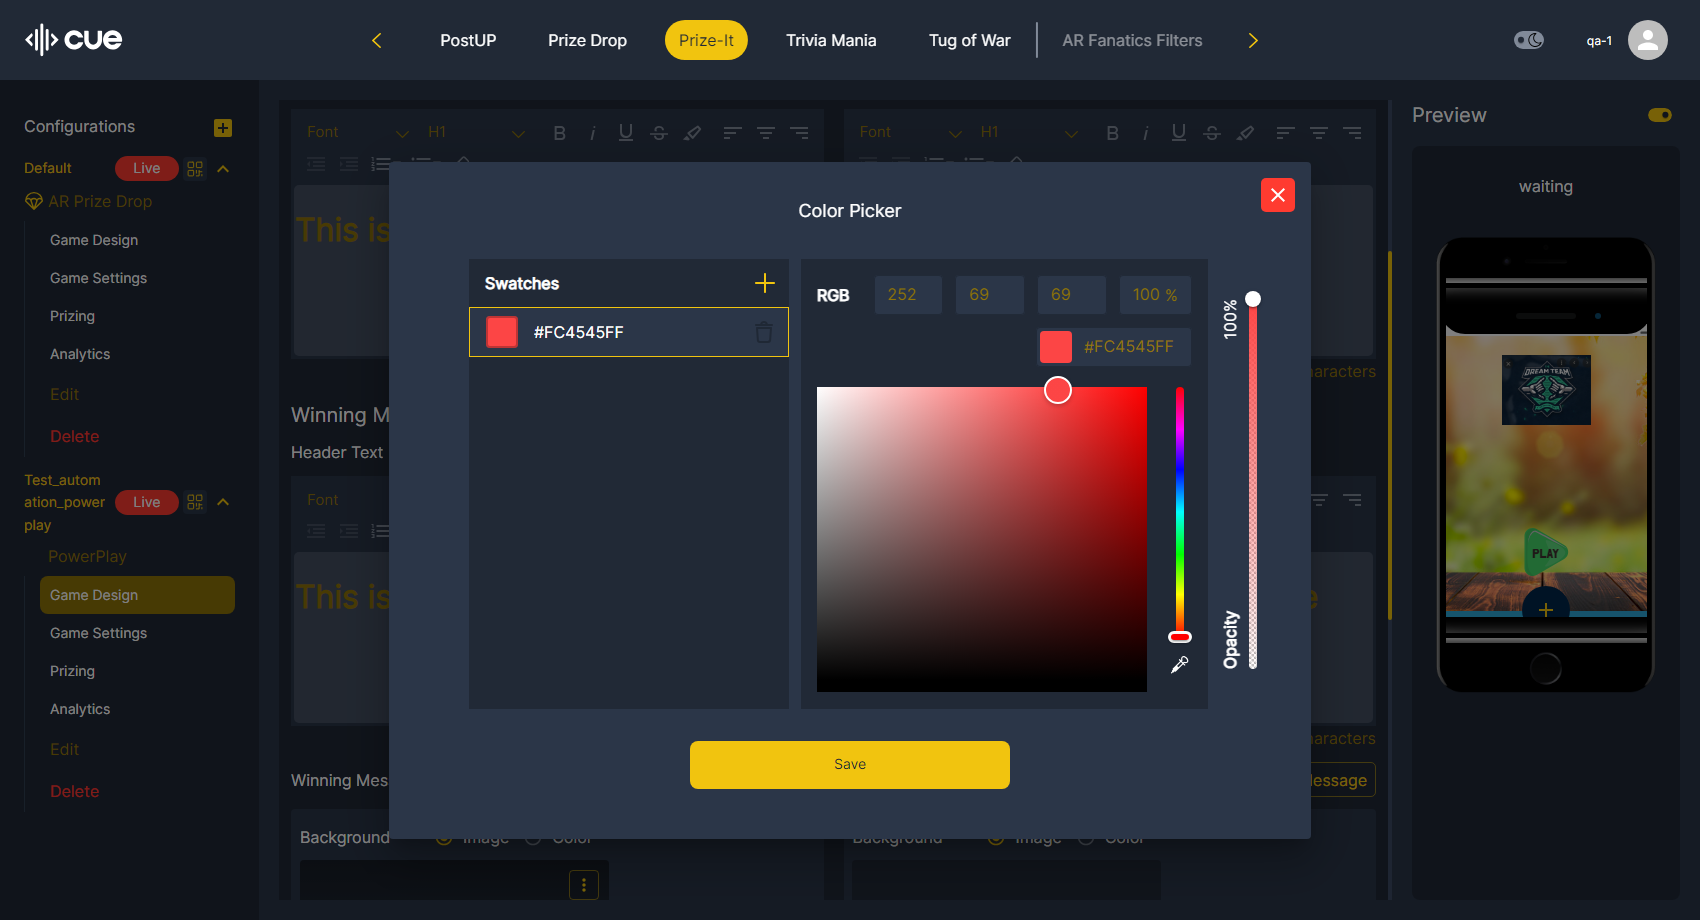 cue
PostUP
Prize Drop
Prize-It
Trivia Mania
Tug of War
AR Fanatics Filters
qa-1
Configurations
Default
Live
AR Prize Drop
Game Design
Game Settings
Prizing
Analytics
Edit
Delete
Test_autom
ation_power
play
Live
PowerPlay
Game Design
Game Settings
Prizing
Analytics
Edit
Delete
Font
H1
B
i
U
S
Font
H1
B
i
U
S
This is
aracters
Winning M
Header Text
Font
This is
e
aracters
Winning Mes
essage
Background
Image
Color
Background
Image
Color
Color Picker
Swatches
#FC4545FF
RGB
252
69
69
100 %
#FC4545FF
100%
Opacity
Save
Preview
waiting
DREAM TEAM
PLAY